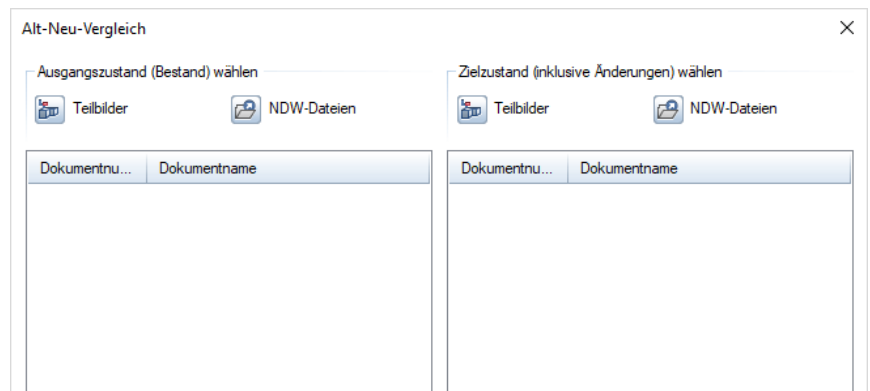 Alt-Neu-Vergleich
Ausgangszustand (Bestand) wählen
Teilbilder NDW-Dateien
Dokumentnu... Dokumentname
Zielzustand (inklusive Änderungen) wählen
Teilbilder NDW-Dateien
Dokumentnu... Dokumentname